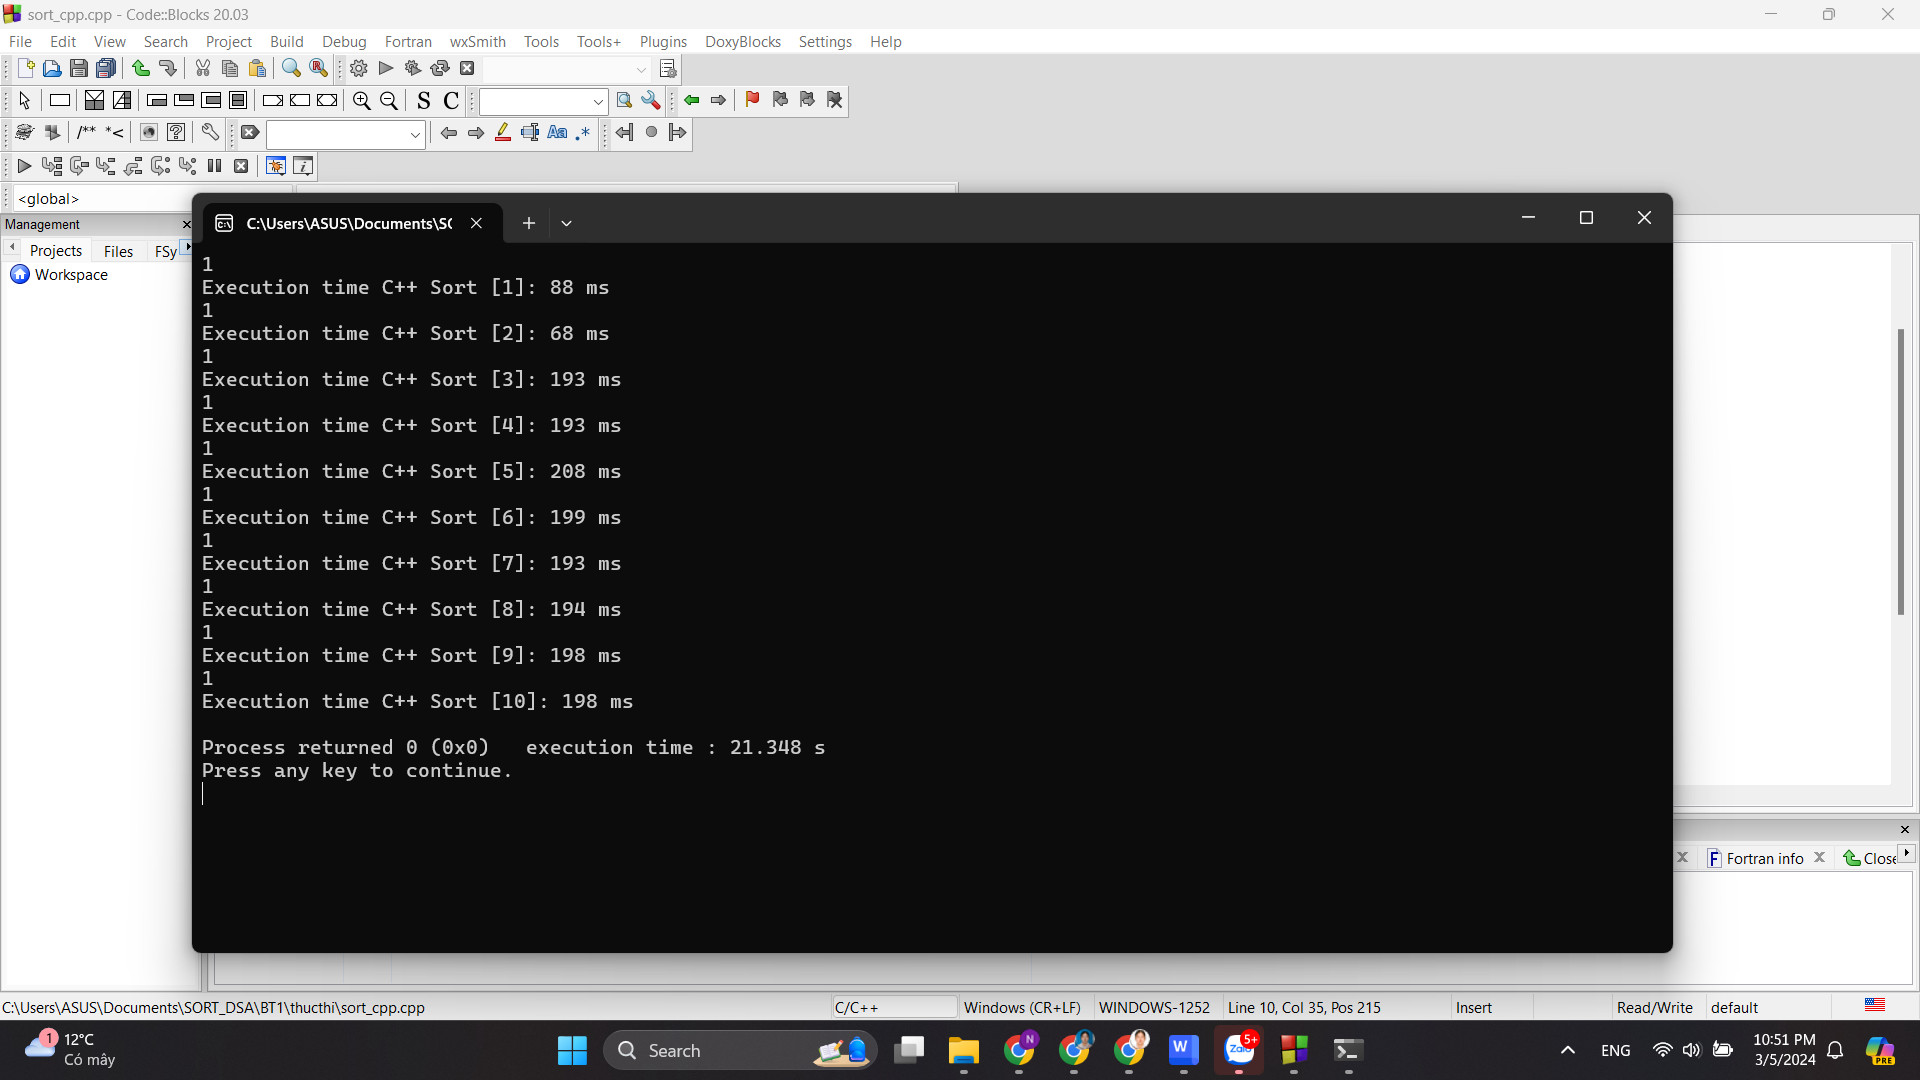 sort_cpp.cpp - Code::Blocks 20.03
File Edit View Search Project Build Debug Fortran wxSmith Tools Tools+ Plugins DoxyBlocks Settings Help
S C
/** *<
Aa .*
<global>
Management
Projects Files FSy
Workspace
C:\Users\ASUS\Documents\SO
1
Execution time C++ Sort [1]: 88 ms
1
Execution time C++ Sort [2]: 68 ms
1
Execution time C++ Sort [3]: 193 ms
1
Execution time C++ Sort [4]: 193 ms
1
Execution time C++ Sort [5]: 208 ms
1
Execution time C++ Sort [6]: 199 ms
1
Execution time C++ Sort [7]: 193 ms
1
Execution time C++ Sort [8]: 194 ms
1
Execution time C++ Sort [9]: 198 ms
1
Execution time C++ Sort [10]: 198 ms
Process returned 0 (0x0)   execution time : 21.348 s
Press any key to continue.
Fortran info Close
C:\Users\ASUS\Documents\SORT_DSA\BT1\thucthi\sort_cpp.cpp C/C++ Windows (CR+LF) WINDOWS-1252 Line 10, Col 35, Pos 215 Insert Read/Write default
1 12°C
Có mây
Search
N
W
Zalo 5+
ENG
10:51 PM
3/5/2024
PRE